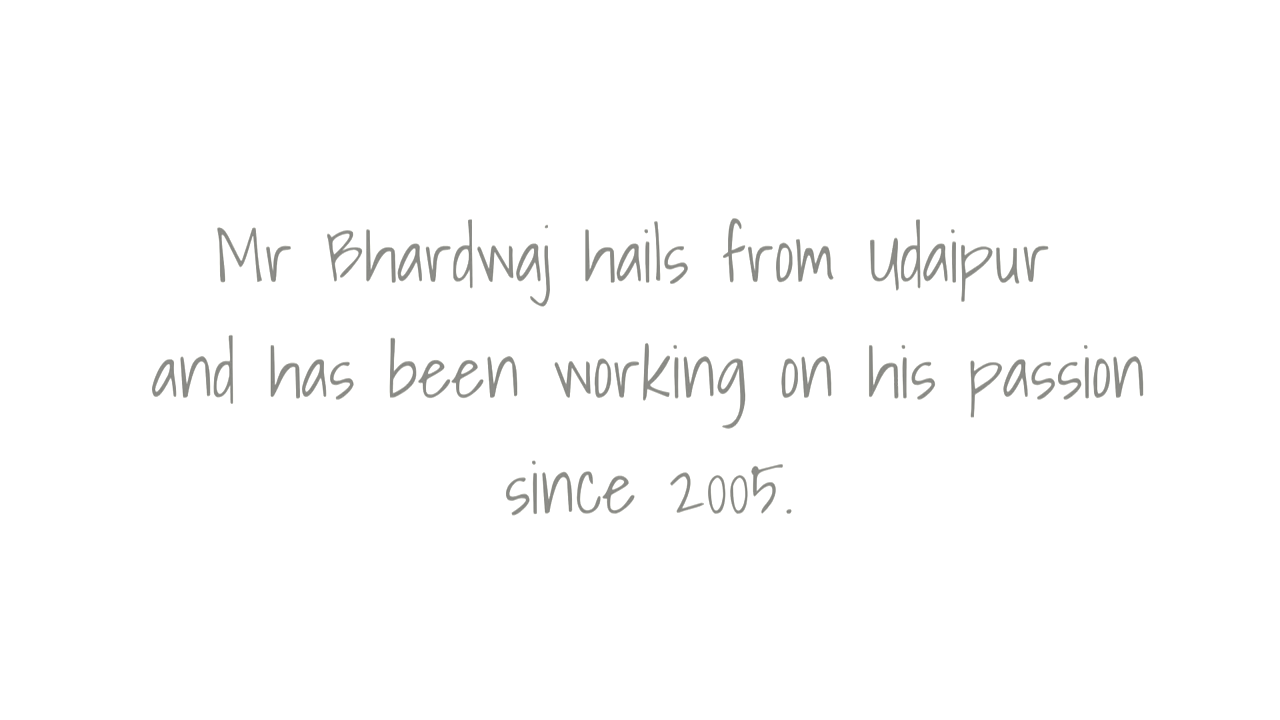 Mr Bhardwaj hails from Udaipur
and has been working on his passion
since 2005.